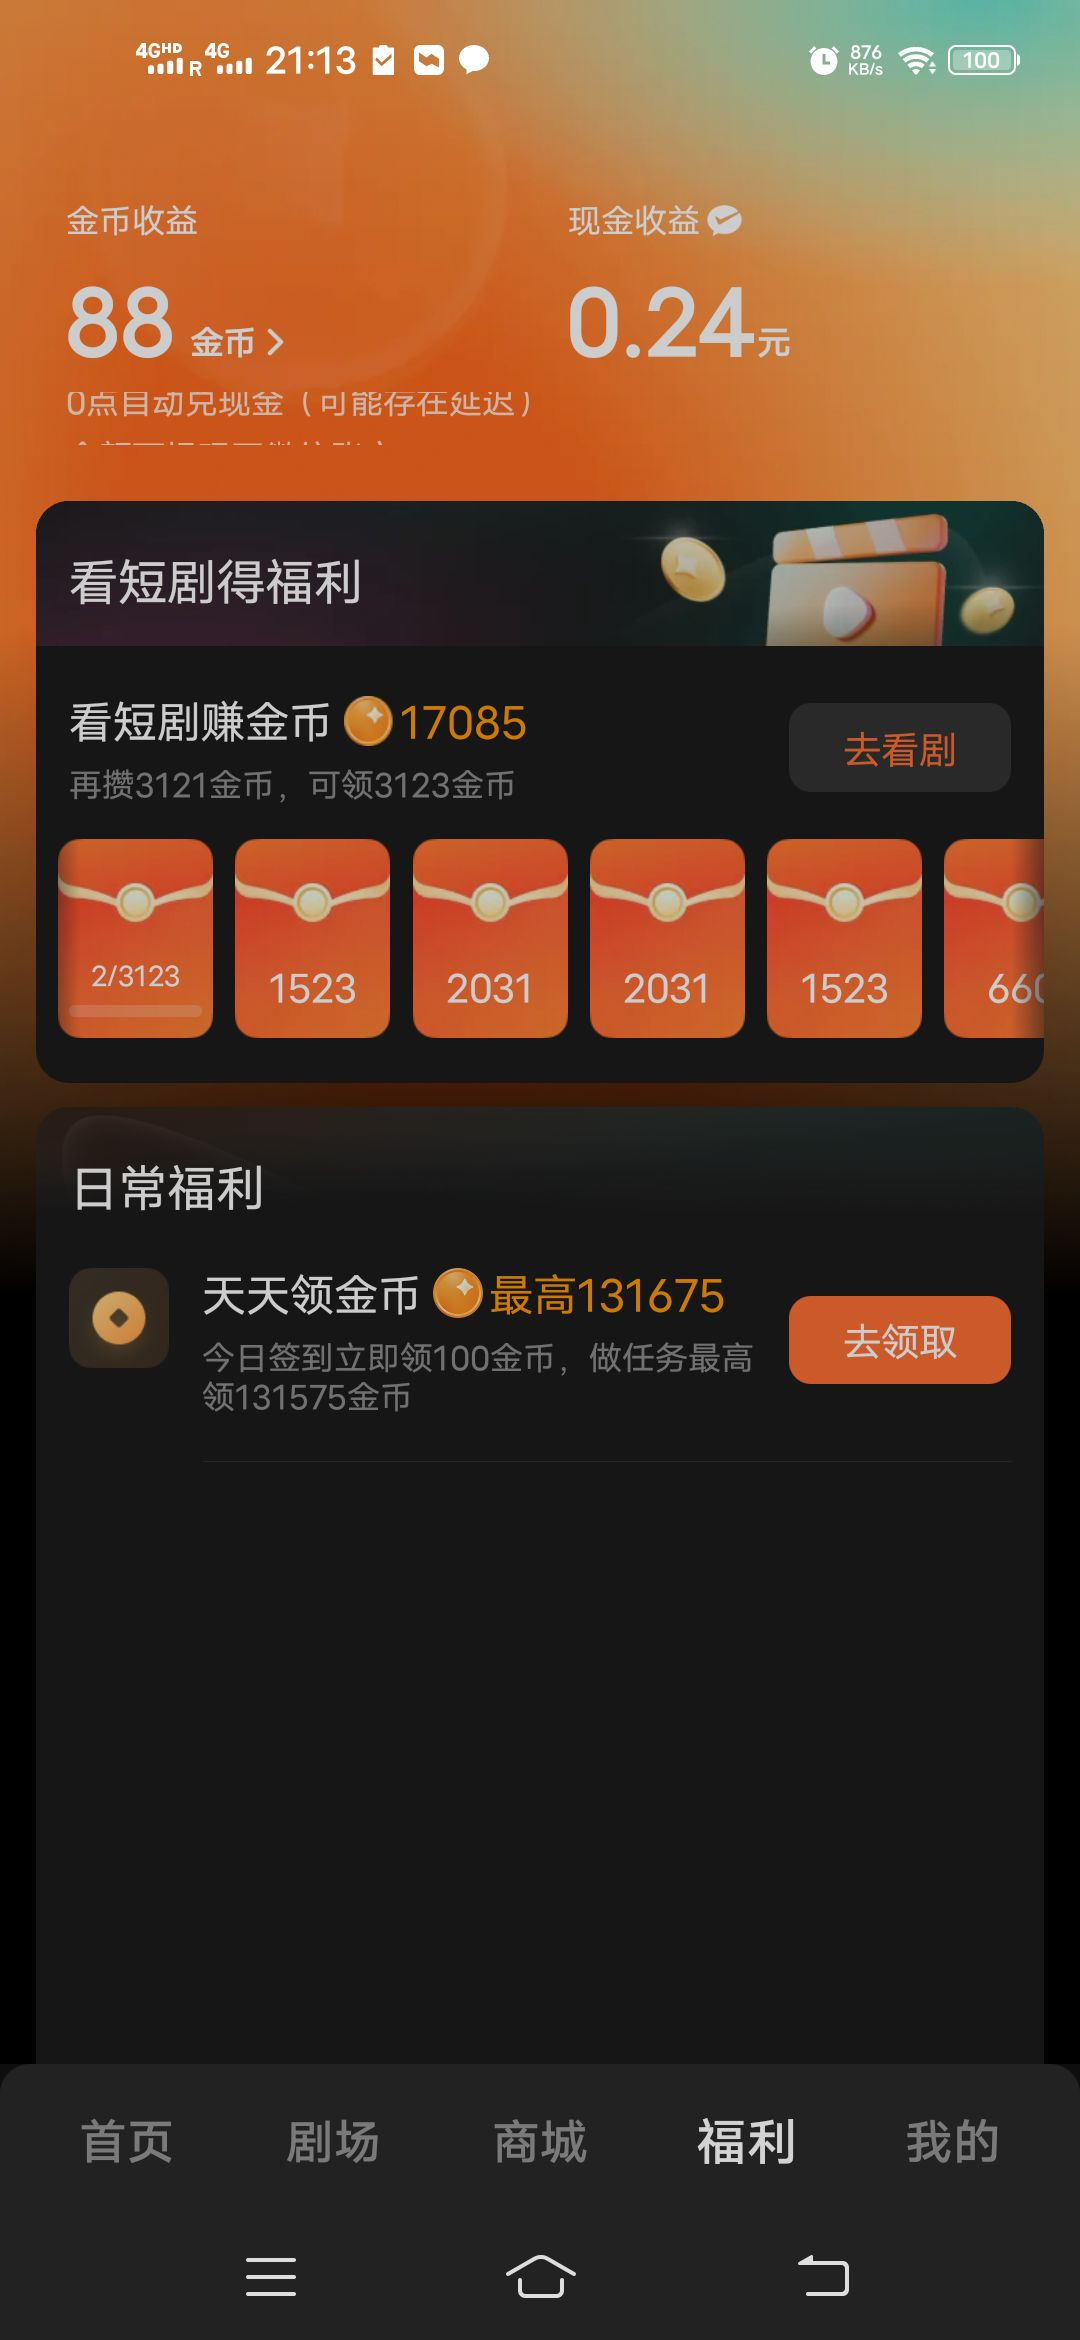 4GHD R 4G 21:13 876 KB/s 100
金币收益 现金收益
88 金币 0.24元
0点自动兑现金（可能存在延迟）
看短剧得福利
看短剧赚金币 17085
去看剧
再攒3121金币，可领3123金币
2/3123 1523 2031 2031 1523 660
日常福利
天天领金币 最高131675
去领取
今日签到立即领100金币，做任务最高
领131575金币
首页 剧场 商城 福利 我的